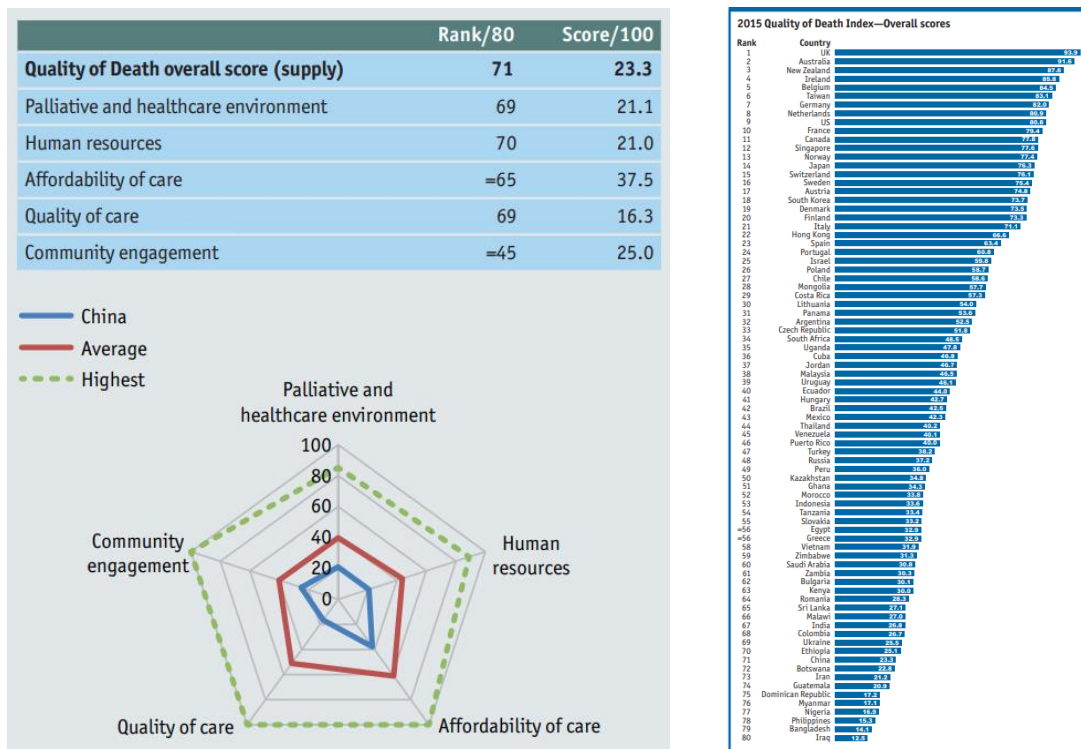 Rank/80 Score/100
Quality of Death overall score (supply) 71 23.3
Palliative and healthcare environment 69 21.1
Human resources 70 21.0
Affordability of care =65 37.5
Quality of care 69 16.3
Community engagement =45 25.0
China
Average
Highest
Palliative and
healthcare environment
100
80
60
40
20
0
Community
engagement
Human
resources
Quality of care
Affordability of care
2015 Quality of Death Index—Overall scores
Rank Country
1 UK 93.9
2 Australia 91.6
3 New Zealand 87.6
4 Ireland 85.8
5 Belgium 84.5
6 Taiwan 83.1
7 Germany 82.0
8 Netherlands 80.9
9 US 80.8
10 France 79.4
11 Canada 77.8
12 Singapore 77.6
13 Norway 77.4
14 Japan 76.3
15 Switzerland 76.1
16 Sweden 75.4
17 Austria 74.8
18 South Korea 73.7
19 Denmark 73.5
20 Finland 73.3
21 Italy 71.1
22 Hong Kong 66.6
23 Spain 63.4
24 Portugal 60.8
25 Israel 59.8
26 Poland 58.7
27 Chile 58.6
28 Mongolia 57.7
29 Costa Rica 57.3
30 Lithuania 54.0
31 Panama 53.6
32 Argentina 52.5
33 Czech Republic 51.8
34 South Africa 48.5
35 Uganda 47.8
36 Cuba 46.8
37 Jordan 46.7
38 Malaysia 46.5
39 Uruguay 46.1
40 Ecuador 44.0
41 Hungary 42.7
42 Brazil 42.5
43 Mexico 42.3
44 Thailand 40.2
45 Venezuela 40.1
46 Puerto Rico 40.0
47 Turkey 38.2
48 Russia 37.2
49 Peru 36.0
50 Kazakhstan 34.8
51 Ghana 34.3
52 Morocco 33.8
53 Indonesia 33.6
54 Tanzania 33.4
55 Slovakia 33.2
=56 Egypt 32.9
=56 Greece 32.9
58 Vietnam 31.9
59 Zimbabwe 31.3
60 Saudi Arabia 30.8
61 Zambia 30.3
62 Bulgaria 30.1
63 Kenya 30.0
64 Romania 28.3
65 Sri Lanka 27.1
66 Malawi 27.0
67 India 26.8
68 Colombia 26.7
69 Ukraine 25.5
70 Ethiopia 25.1
71 China 23.3
72 Botswana 22.8
73 Iran 21.2
74 Guatemala 20.9
75 Dominican Republic 17.2
76 Myanmar 17.1
77 Nigeria 16.9
78 Philippines 15.3
79 Bangladesh 14.1
80 Iraq 12.5